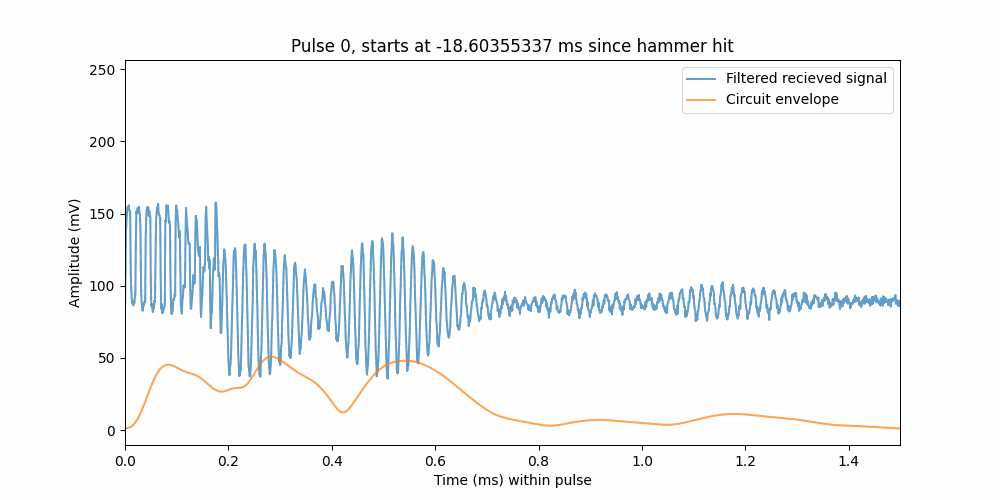 Pulse 0, starts at -18.60355337 ms since hammer hit
Filtered recieved signal
Circuit envelope
Amplitude (mV)
250
200
150
100
50
0
0.0 0.2 0.4 0.6 0.8 1.0 1.2 1.4
Time (ms) within pulse